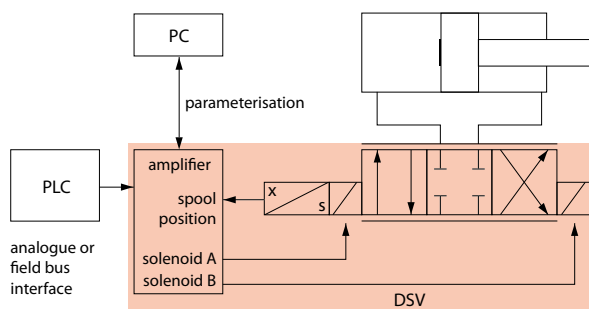 PC
parameterisation
PLC
analogue or
field bus
interface
amplifier
spool
position
solenoid A
solenoid B
x
s
DSV